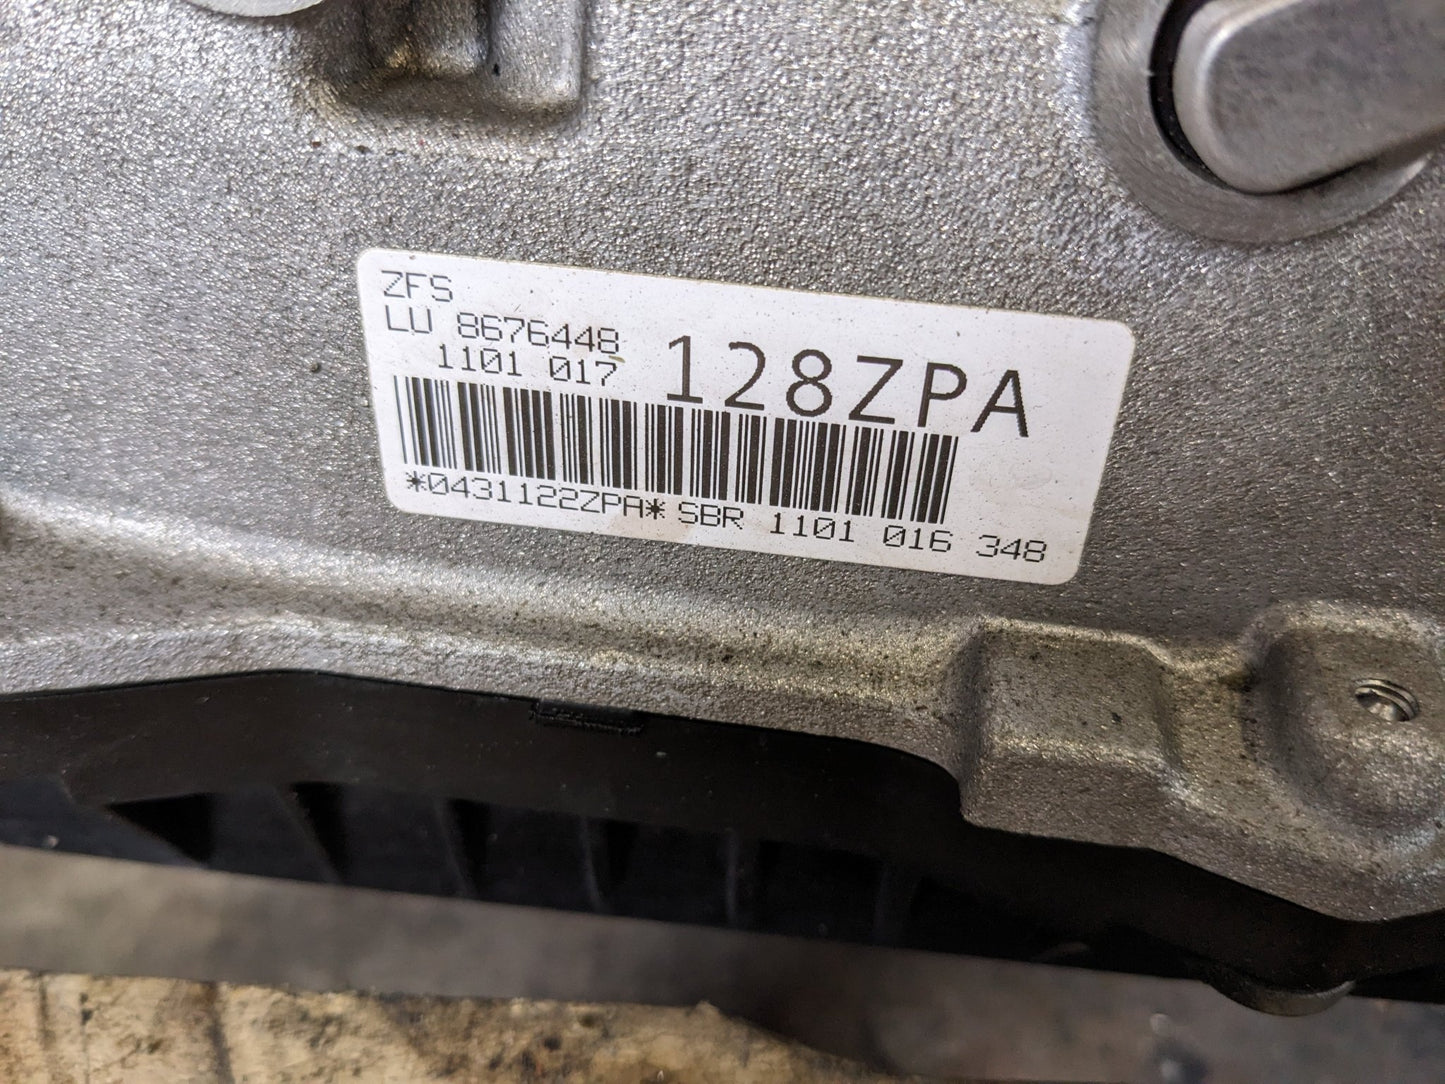 ZFS
LU 8676448
1101 017
128ZPA
*0431122ZPA* SBR 1101 016 348